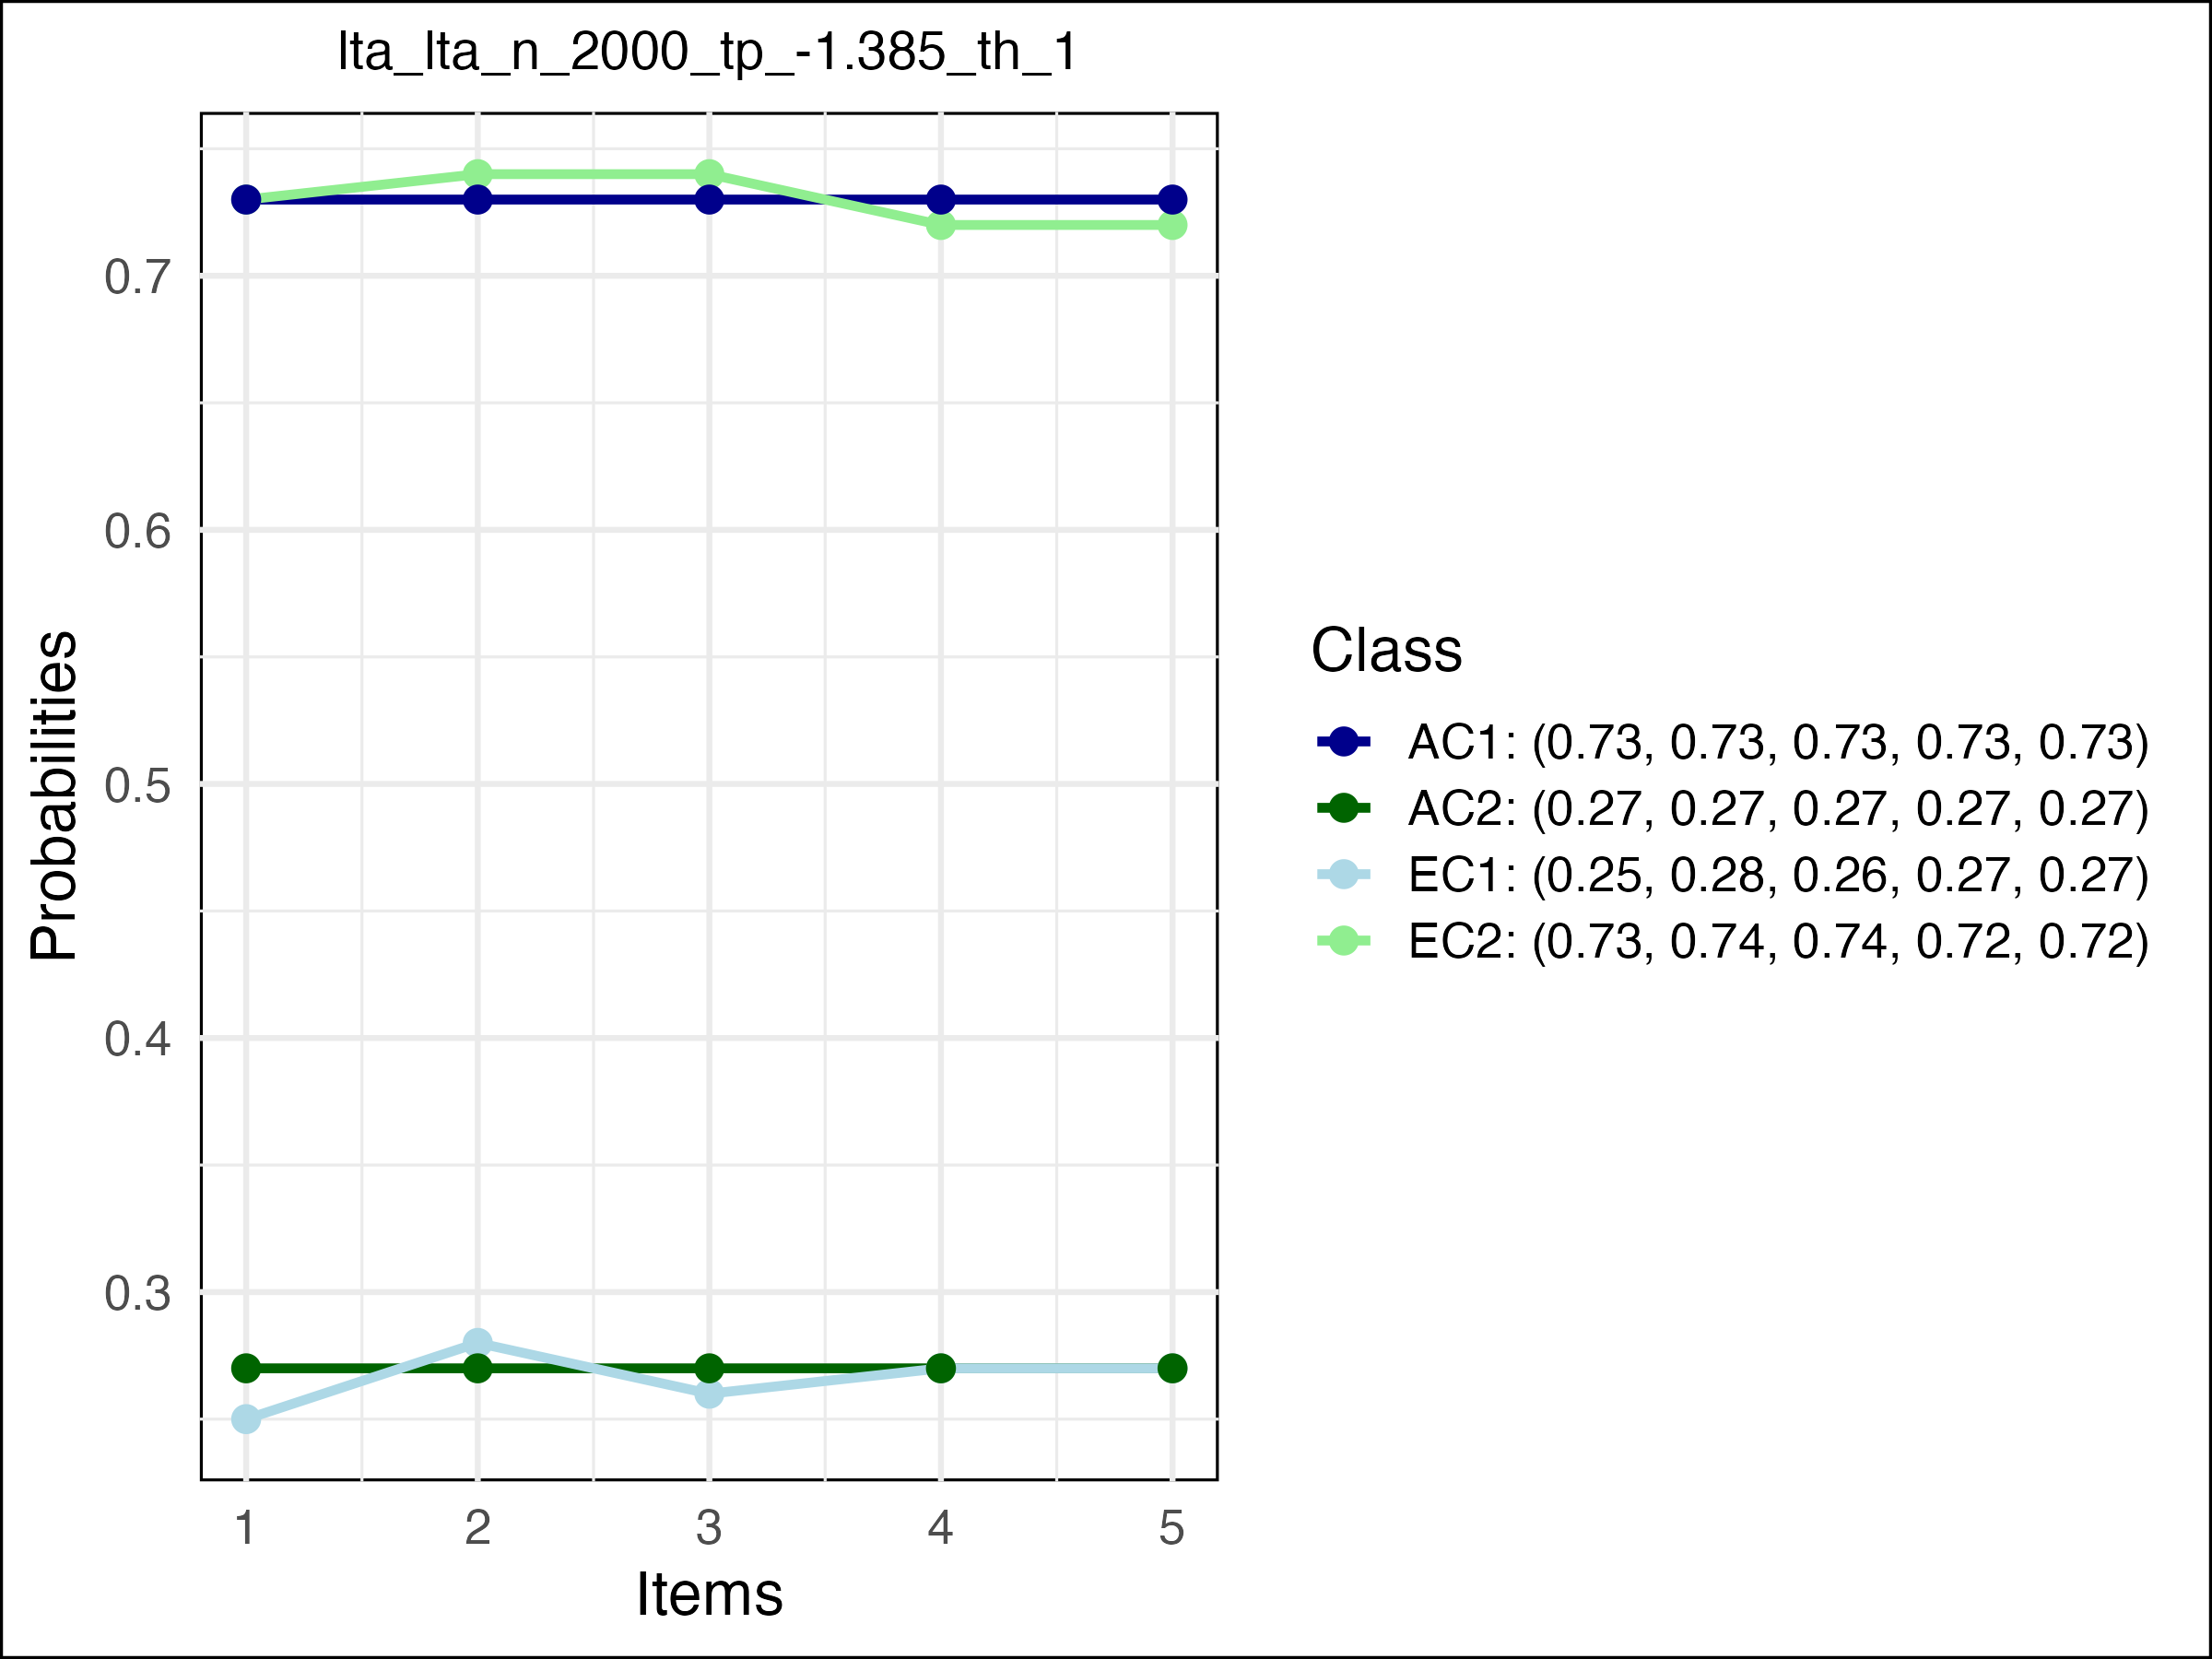 lta_lta_n_2000_tp_-1.385_th_1
Probabilities
0.7
0.6
0.5
0.4
0.3
1 2 3 4 5
Items
Class
AC1: (0.73, 0.73, 0.73, 0.73, 0.73)
AC2: (0.27, 0.27, 0.27, 0.27, 0.27)
EC1: (0.25, 0.28, 0.26, 0.27, 0.27)
EC2: (0.73, 0.74, 0.74, 0.72, 0.72)